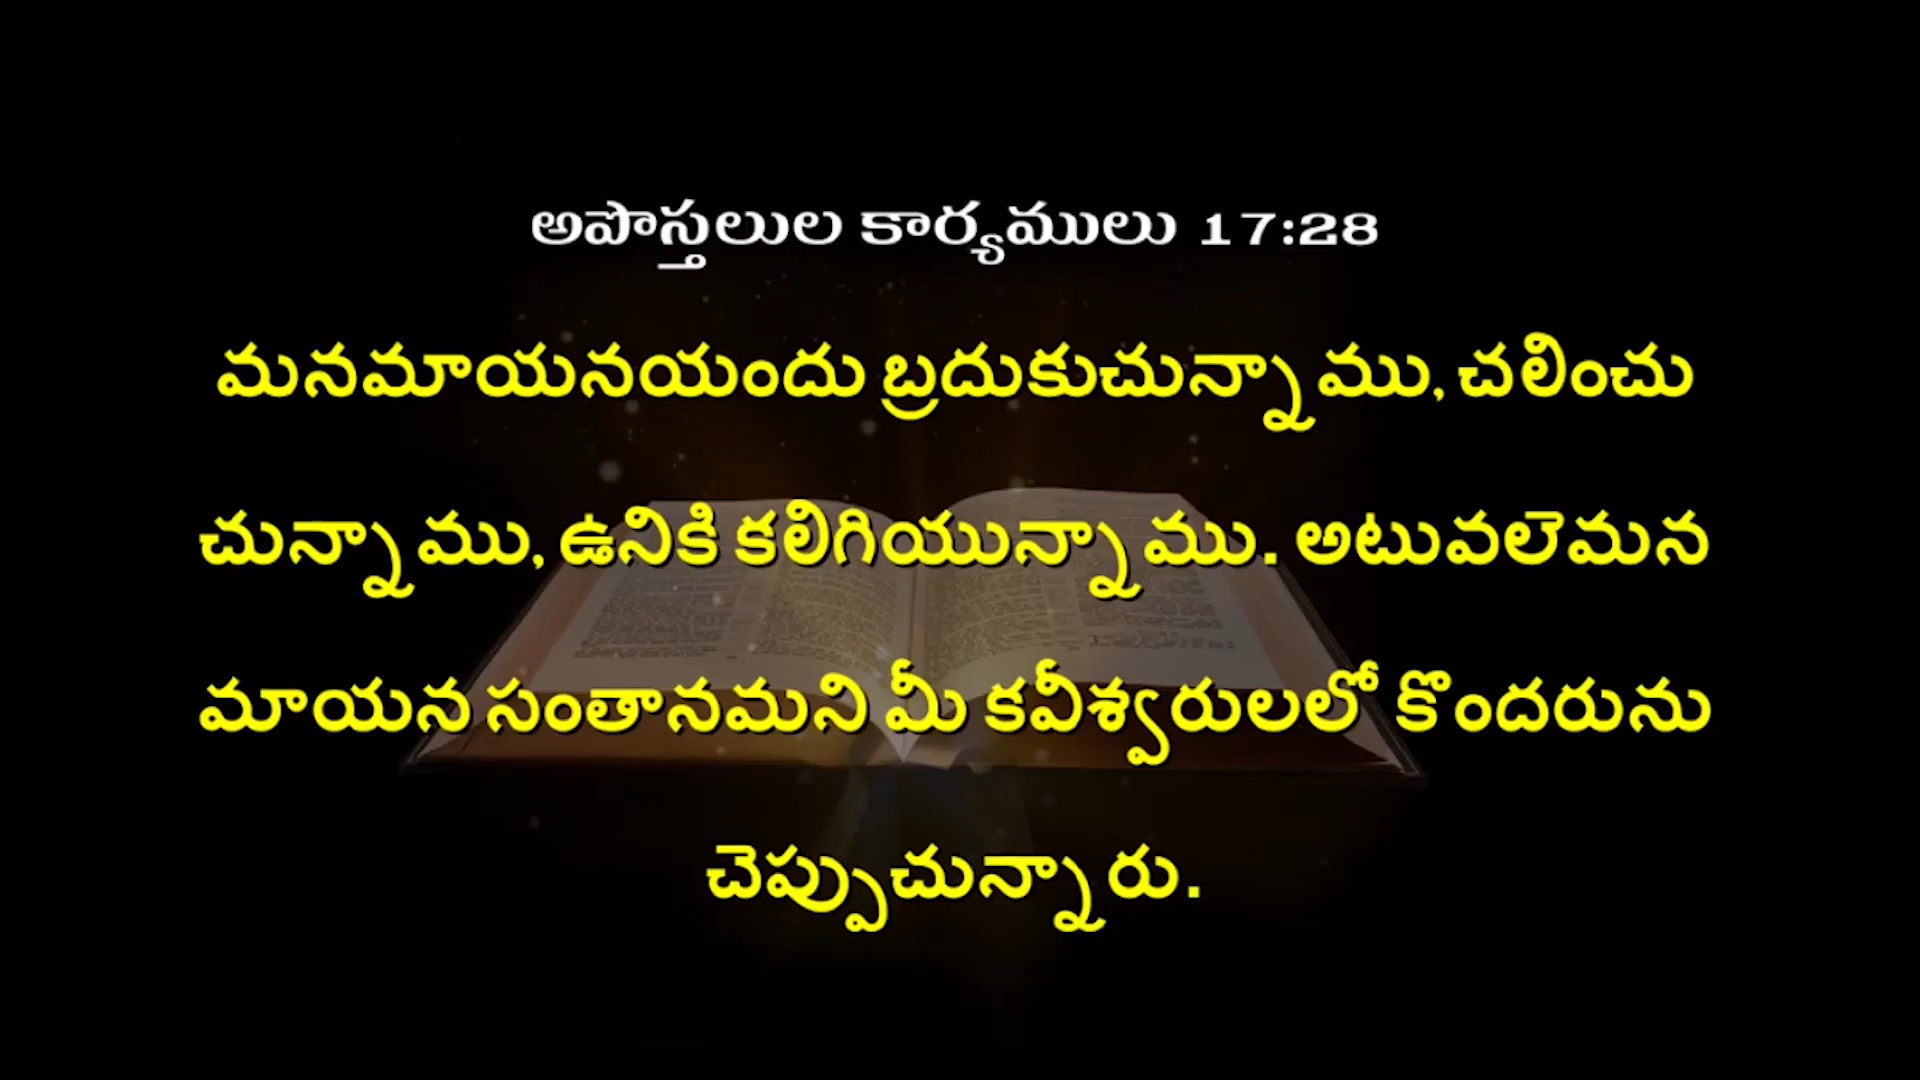 అపొస్తలుల కార్యములు 17:28
మనమాయనయందు బ్రదుకుచున్నాము, చలించు
చున్నాము, ఉనికి కలిగియున్నాము. అటువలెమన
మాయన సంతానమని మీ కవీశ్వరులలో కొందరును
చెప్పుచున్నారు.